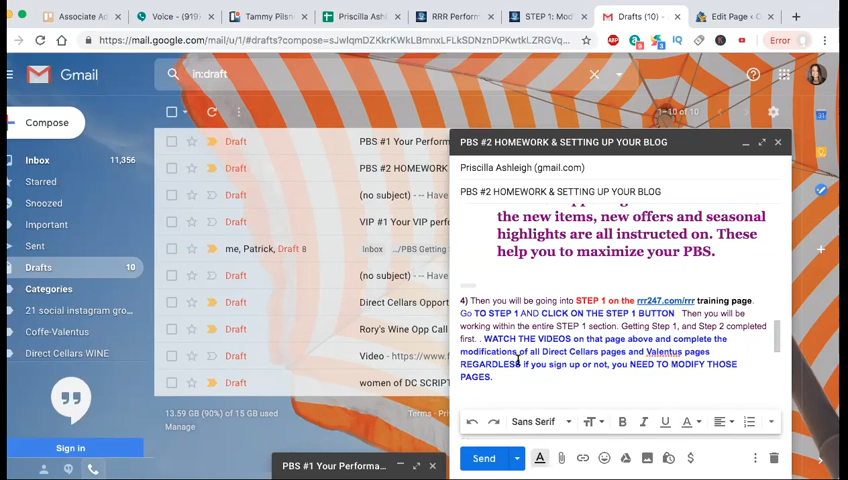 Associate Ad
Voice - (919)
Tammy Pilsn
Priscilla Ashl
RRR Perform
STEP 1: Mod
Drafts (10) -
Edit Page <
https://mail.google.com/mail/u/1/#drafts?compose=
Error
Gmail
in:draft
Compose
1–10 of 10
Inbox 11,356
Starred
Snoozed
Important
Sent
Drafts 10
Categories
21 social instagram gro...
Coffe-Valentus
Direct Cellars WINE
Sign in
Draft PBS #1 Your Performa
Draft PBS #2 HOMEWORK
Draft (no subject) - -- Ha
Draft VIP #1 Your VIP perfo
me, Patrick, Draft 8 Inbox .../PBS Getting
Draft (no subject) - -- Ha
Draft Direct Cellars Opport
Draft Rory's Wine Opp Call
Draft Video - https://www.
Draft women of DC SCRIPT
13.59 GB (90%) of 15 GB used
Manage
Terms · Pri
PBS #1 Your Performa...
PBS #2 HOMEWORK & SETTING UP YOUR BLOG
Priscilla Ashleigh (gmail.com)
PBS #2 HOMEWORK & SETTING UP YOUR BLOG
the new items, new offers and seasonal
highlights are all instructed on. These
help you to maximize your PBS.
4) Then you will be going into STEP 1 on the rrr247.com/rrr training page.
Go TO STEP 1 AND CLICK ON THE STEP 1 BUTTON Then you will be
working within the entire STEP 1 section. Getting Step 1, and Step 2 completed
first. . WATCH THE VIDEOS on that page above and complete the
modifications of all Direct Cellars pages and Valentus pages
REGARDLESS if you sign up or not, you NEED TO MODIFY THOSE
PAGES.
Sans Serif
Send